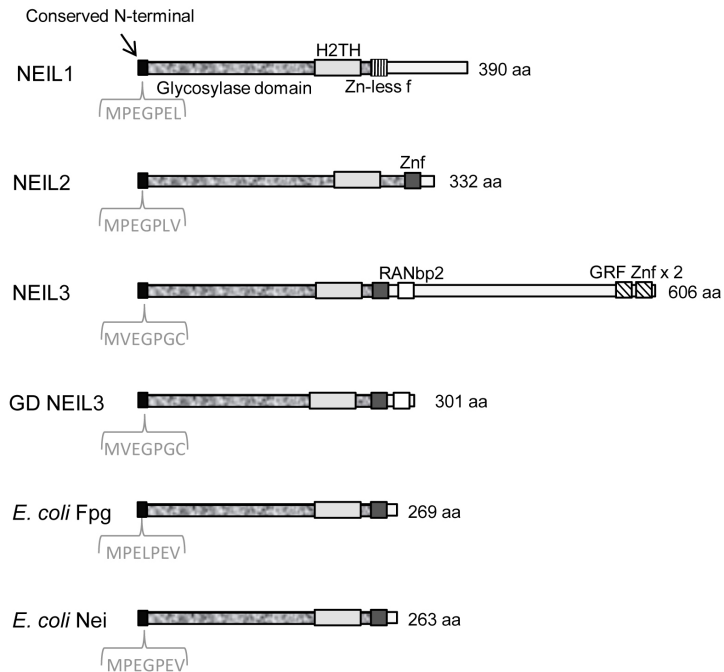 Conserved N-terminal
H2TH
NEIL1
390 aa
Glycosylase domain
Zn-less f
MPEGPEL
Znf
NEIL2
332 aa
MPEGPLV
RANbp2
GRF Znf x 2
NEIL3
606 aa
MVEGPGC
GD NEIL3
301 aa
MVEGPGC
E. coli Fpg
269 aa
MPELPEV
E. coli Nei
263 aa
MPEGPEV